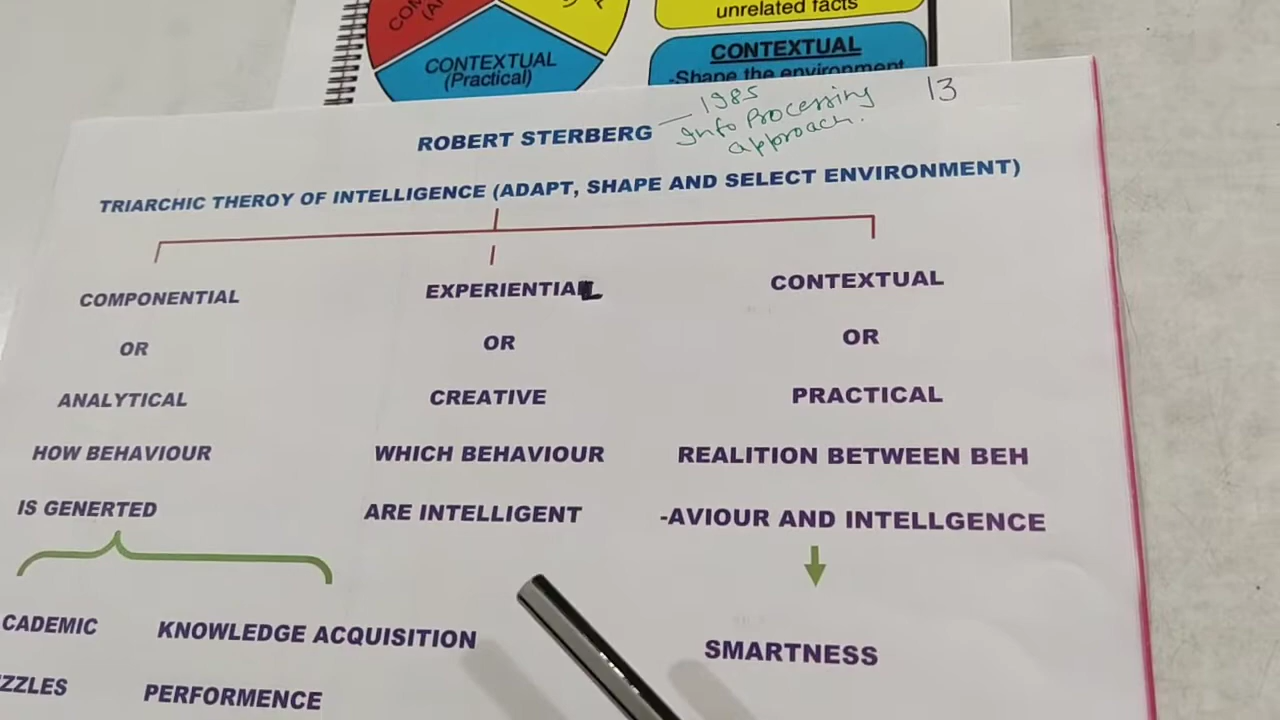 unrelated facts
CONTEXTUAL
(Practical)
CONTEXTUAL
-Shape the environment
13
ROBERT STERBERG — 1985
Info Processing
approach.
TRIARCHIC THEROY OF INTELLIGENCE (ADAPT, SHAPE AND SELECT ENVIRONMENT)
COMPONENTIAL EXPERIENTIAL CONTEXTUAL
OR OR OR
ANALYTICAL CREATIVE PRACTICAL
HOW BEHAVIOUR WHICH BEHAVIOUR REALITION BETWEEN BEH
IS GENERTED ARE INTELLIGENT -AVIOUR AND INTELLGENCE
CADEMIC KNOWLEDGE ACQUISITION SMARTNESS
ZZLES PERFORMENCE